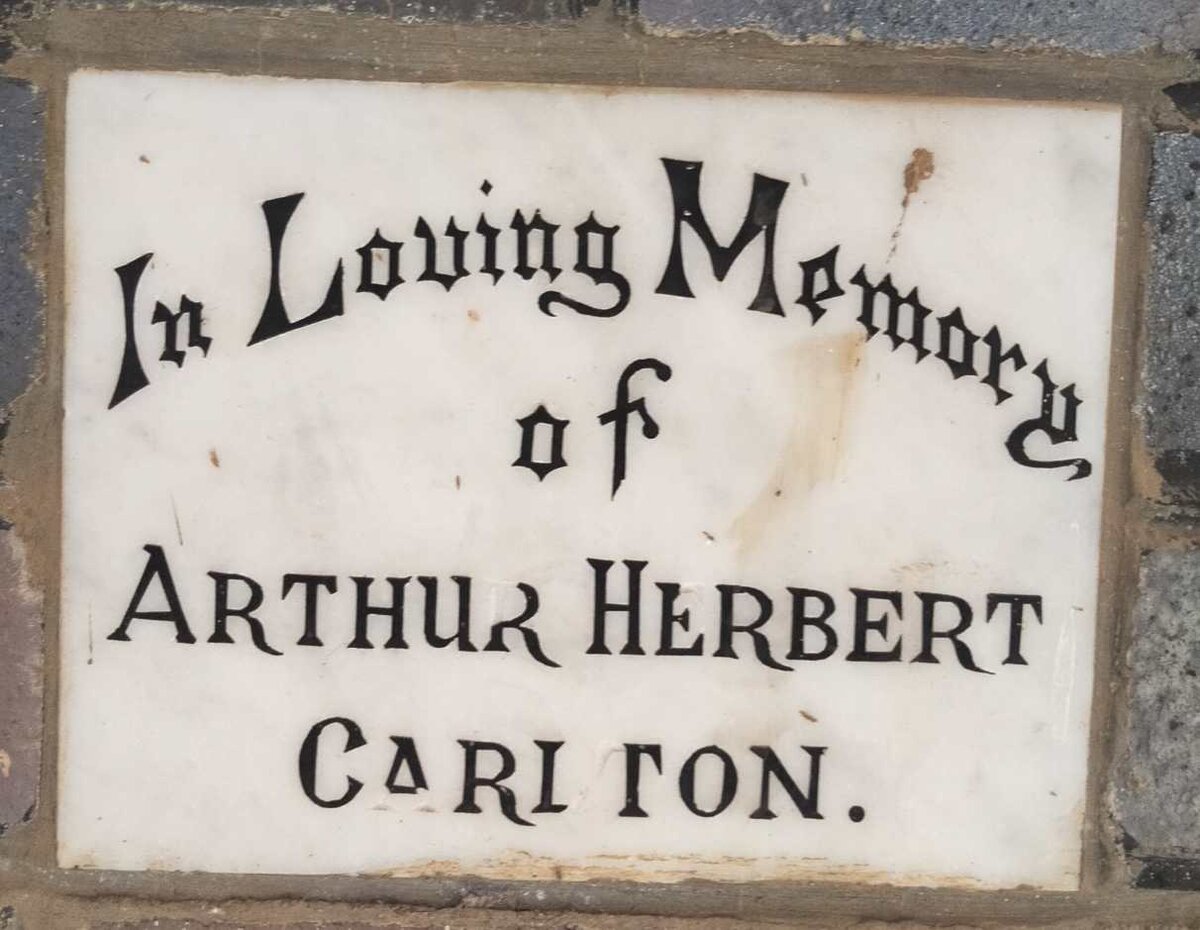 In Loving Memory
of
ARTHUR HERBERT
CARLTON.